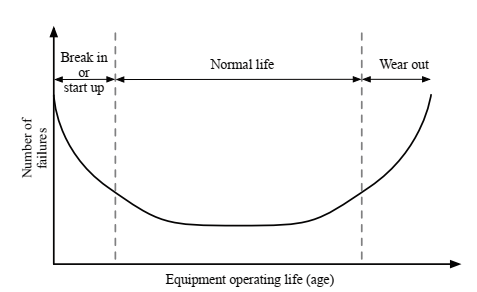 Break in
or
start up
Normal life
Wear out
Number of
failures
Equipment operating life (age)